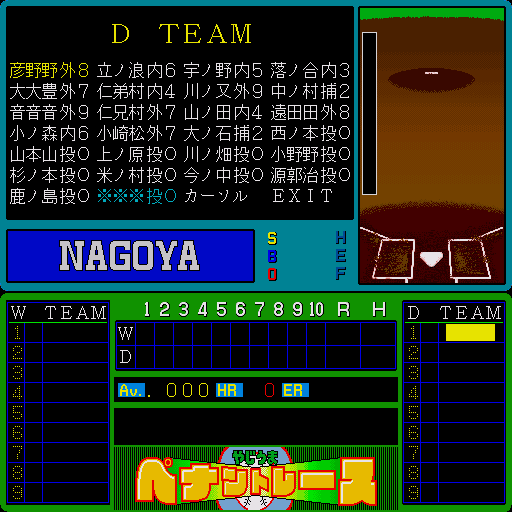 D TEAM
彦野野外8 立ノ浪内6 宇ノ野内5 落ノ合内3
大大豊外7 仁弟村内4 川ノ又外9 中ノ村捕2
音音音外9 仁兄村外7 山ノ田内4 遠田田外8
小ノ森内6 小崎松外7 大ノ石捕2 西ノ本投0
山本山投0 上ノ原投0 川ノ畑投0 小野野投0
杉ノ本投0 米ノ村投0 今ノ中投0 源郭治投0
鹿ノ島投0 ※※※投0 カーソル EXIT
NAGOYA
S H
B E
O F
W TEAM
1
2
3
4
5
6
7
8
9
1 2 3 4 5 6 7 8 9 10 R H
W
D
Av. . 000 HR 0 ER
やじうま
ペナントレース
D TEAM
1
2
3
4
5
6
7
8
9